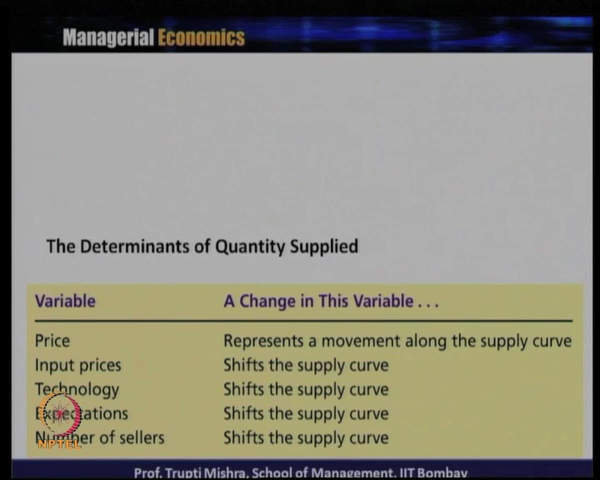 Managerial Economics
The Determinants of Quantity Supplied
Variable A Change in This Variable . . .
Price Represents a movement along the supply curve
Input prices Shifts the supply curve
Technology Shifts the supply curve
Expectations Shifts the supply curve
Number of sellers Shifts the supply curve
NPTEL
Prof. Trupti Mishra, School of Management, IIT Bombay